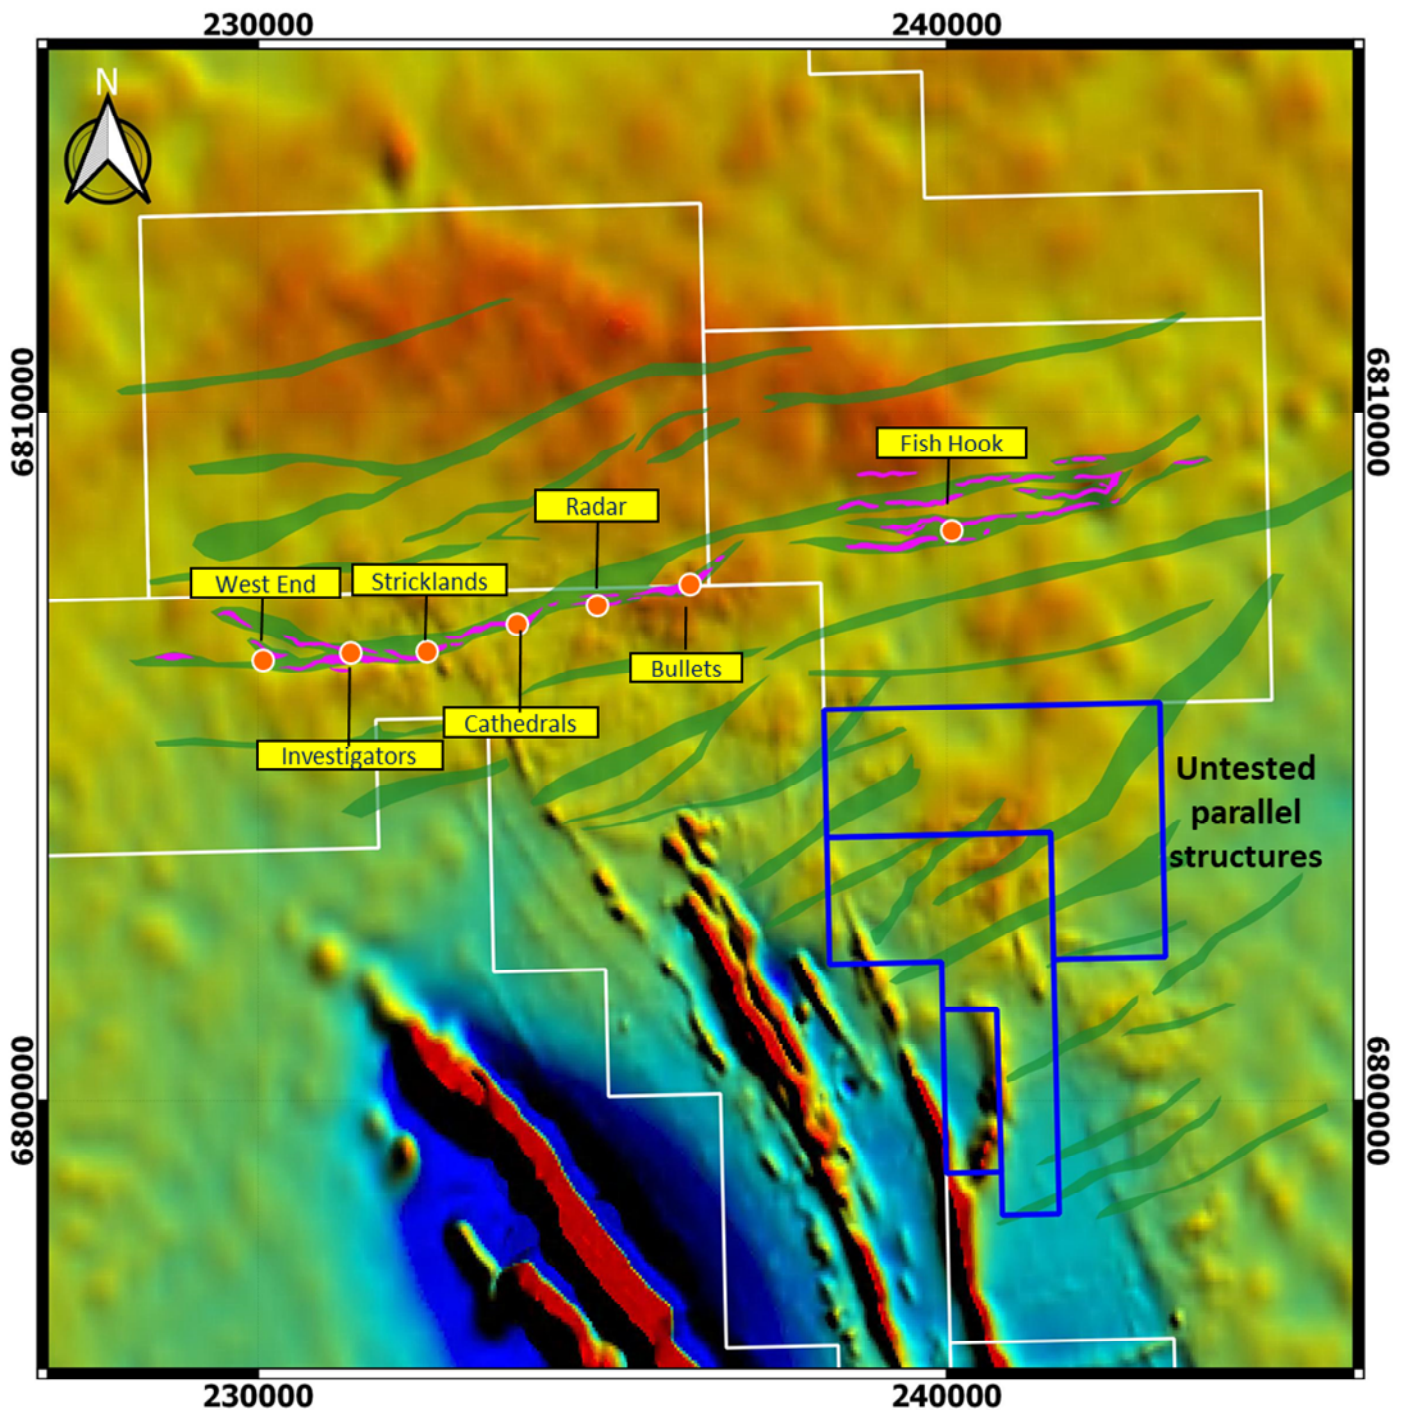 230000
240000
N
6810000
6810000
Fish Hook
Radar
West End
Stricklands
Bullets
Cathedrals
Investigators
Untested
parallel
structures
6800000
6800000
230000
240000